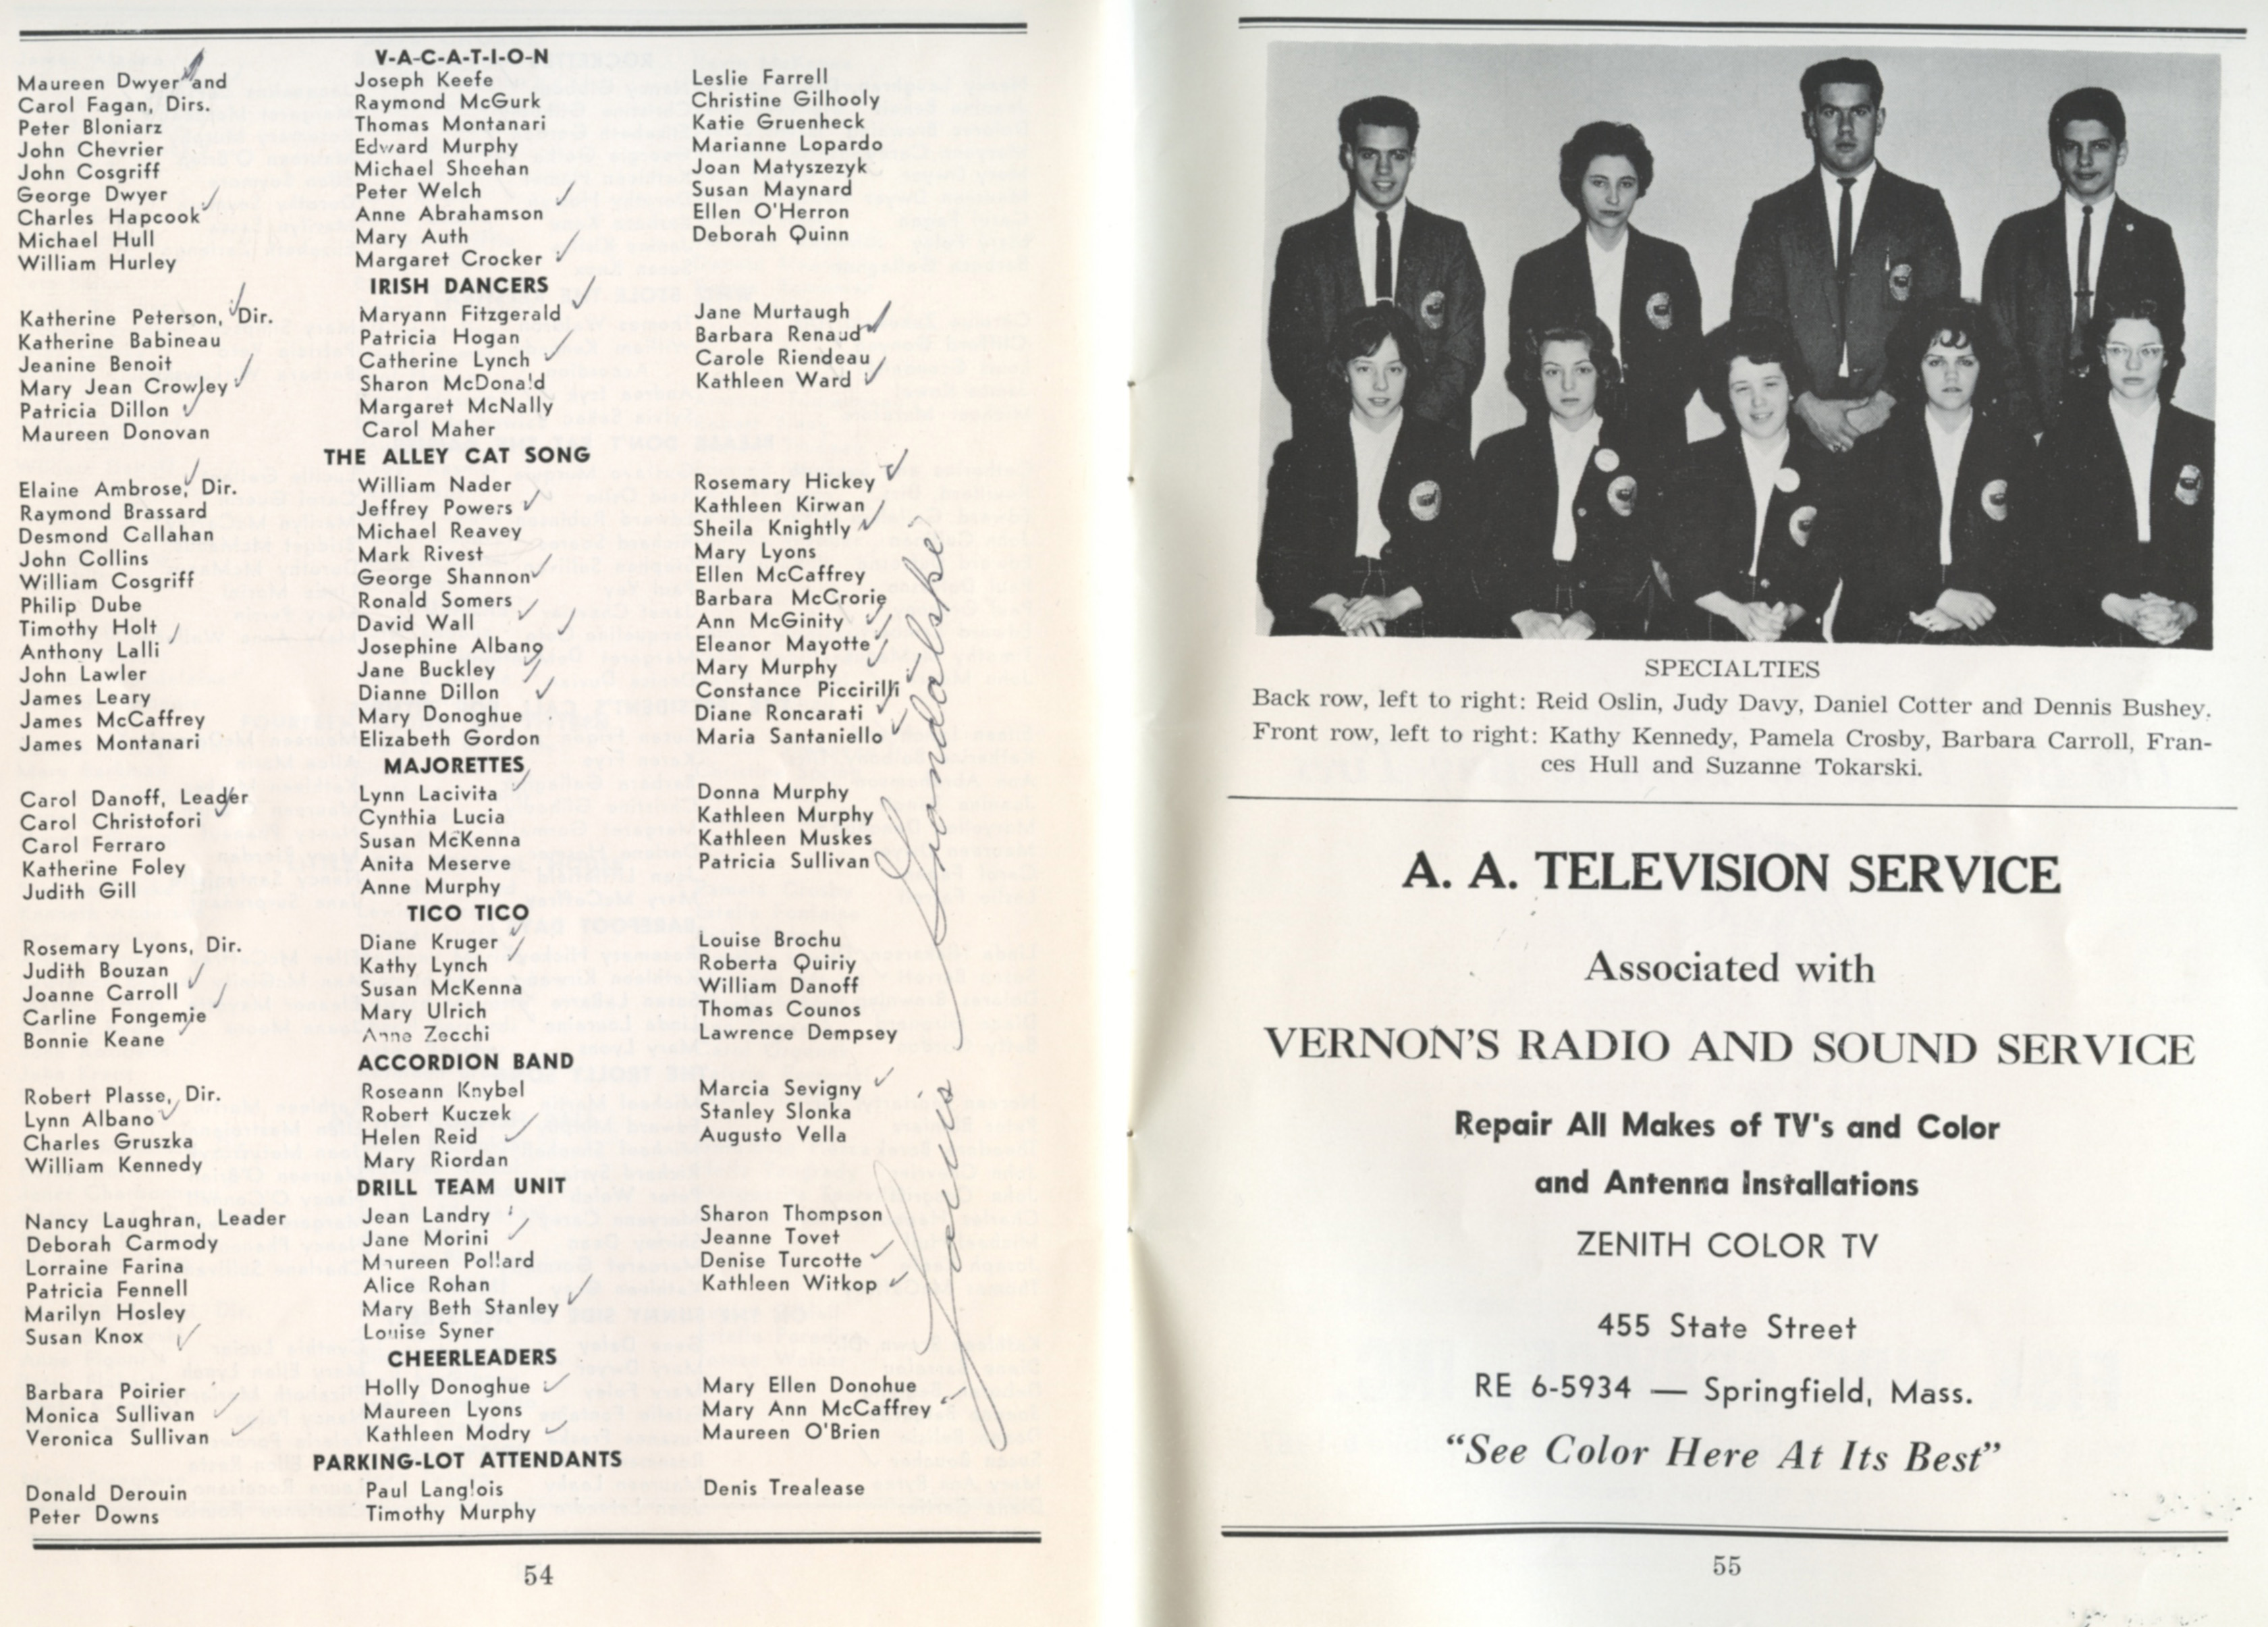 V-A-C-A-T-I-O-N
Maureen Dwyer and
Carol Fagan, Dirs.
Peter Bloniarz
John Chevrier
John Cosgriff
George Dwyer
Charles Hapcook
Michael Hull
William Hurley
Joseph Keefe
Raymond McGurk
Thomas Montanari
Edward Murphy
Michael Sheehan
Peter Welch
Anne Abrahamson
Mary Auth
Margaret Crocker
Leslie Farrell
Christine Gilhooly
Katie Gruenheck
Marianne Lopardo
Joan Matyszezyk
Susan Maynard
Ellen O'Herron
Deborah Quinn
IRISH DANCERS
Katherine Peterson, Dir.
Katherine Babineau
Jeanine Benoit
Mary Jean Crowley
Patricia Dillon
Maureen Donovan
Maryann Fitzgerald
Patricia Hogan
Catherine Lynch
Sharon McDonald
Margaret McNally
Carol Maher
Jane Murtaugh
Barbara Renaud
Carole Riendeau
Kathleen Ward
THE ALLEY CAT SONG
Elaine Ambrose, Dir.
Raymond Brassard
Desmond Callahan
John Collins
William Cosgriff
Philip Dube
Timothy Holt
Anthony Lalli
John Lawler
James Leary
James McCaffrey
James Montanari
William Nader
Jeffrey Powers
Michael Reavey
Mark Rivest
George Shannon
Ronald Somers
David Wall
Josephine Albano
Jane Buckley
Dianne Dillon
Mary Donoghue
Elizabeth Gordon
Rosemary Hickey
Kathleen Kirwan
Sheila Knightly
Mary Lyons
Ellen McCaffrey
Barbara McCrorie
Ann McGinity
Eleanor Mayotte
Mary Murphy
Constance Piccirilli
Diane Roncarati
Maria Santaniello
MAJORETTES
Carol Danoff, Leader
Carol Christofori
Carol Ferraro
Katherine Foley
Judith Gill
Lynn Lacivita
Cynthia Lucia
Susan McKenna
Anita Meserve
Anne Murphy
Donna Murphy
Kathleen Murphy
Kathleen Muskes
Patricia Sullivan
TICO TICO
Rosemary Lyons, Dir.
Judith Bouzan
Joanne Carroll
Carline Fongemie
Bonnie Keane
Diane Kruger
Kathy Lynch
Susan McKenna
Mary Ulrich
Anne Zecchi
Louise Brochu
Roberta Quiriy
William Danoff
Thomas Counos
Lawrence Dempsey
ACCORDION BAND
Robert Plasse, Dir.
Lynn Albano
Charles Gruszka
William Kennedy
Roseann Knybel
Robert Kuczek
Helen Reid
Mary Riordan
Marcia Sevigny
Stanley Slonka
Augusto Vella
DRILL TEAM UNIT
Nancy Laughran, Leader
Deborah Carmody
Lorraine Farina
Patricia Fennell
Marilyn Hosley
Susan Knox
Jean Landry
Jane Morini
Maureen Pollard
Alice Rohan
Mary Beth Stanley
Louise Syner
Sharon Thompson
Jeanne Tovet
Denise Turcotte
Kathleen Witkop
CHEERLEADERS
Barbara Poirier
Monica Sullivan
Veronica Sullivan
Holly Donoghue
Maureen Lyons
Kathleen Modry
Mary Ellen Donohue
Mary Ann McCaffrey
Maureen O'Brien
PARKING-LOT ATTENDANTS
Donald Derouin
Peter Downs
Paul Langlois
Timothy Murphy
Denis Trealease
54
SPECIALTIES
Back row, left to right: Reid Oslin, Judy Davy, Daniel Cotter and Dennis Bushey.
Front row, left to right: Kathy Kennedy, Pamela Crosby, Barbara Carroll, Fran-
ces Hull and Suzanne Tokarski.
A. A. TELEVISION SERVICE
Associated with
VERNON'S RADIO AND SOUND SERVICE
Repair All Makes of TV's and Color
and Antenna Installations
ZENITH COLOR TV
455 State Street
RE 6-5934 — Springfield, Mass.
"See Color Here At Its Best"
55